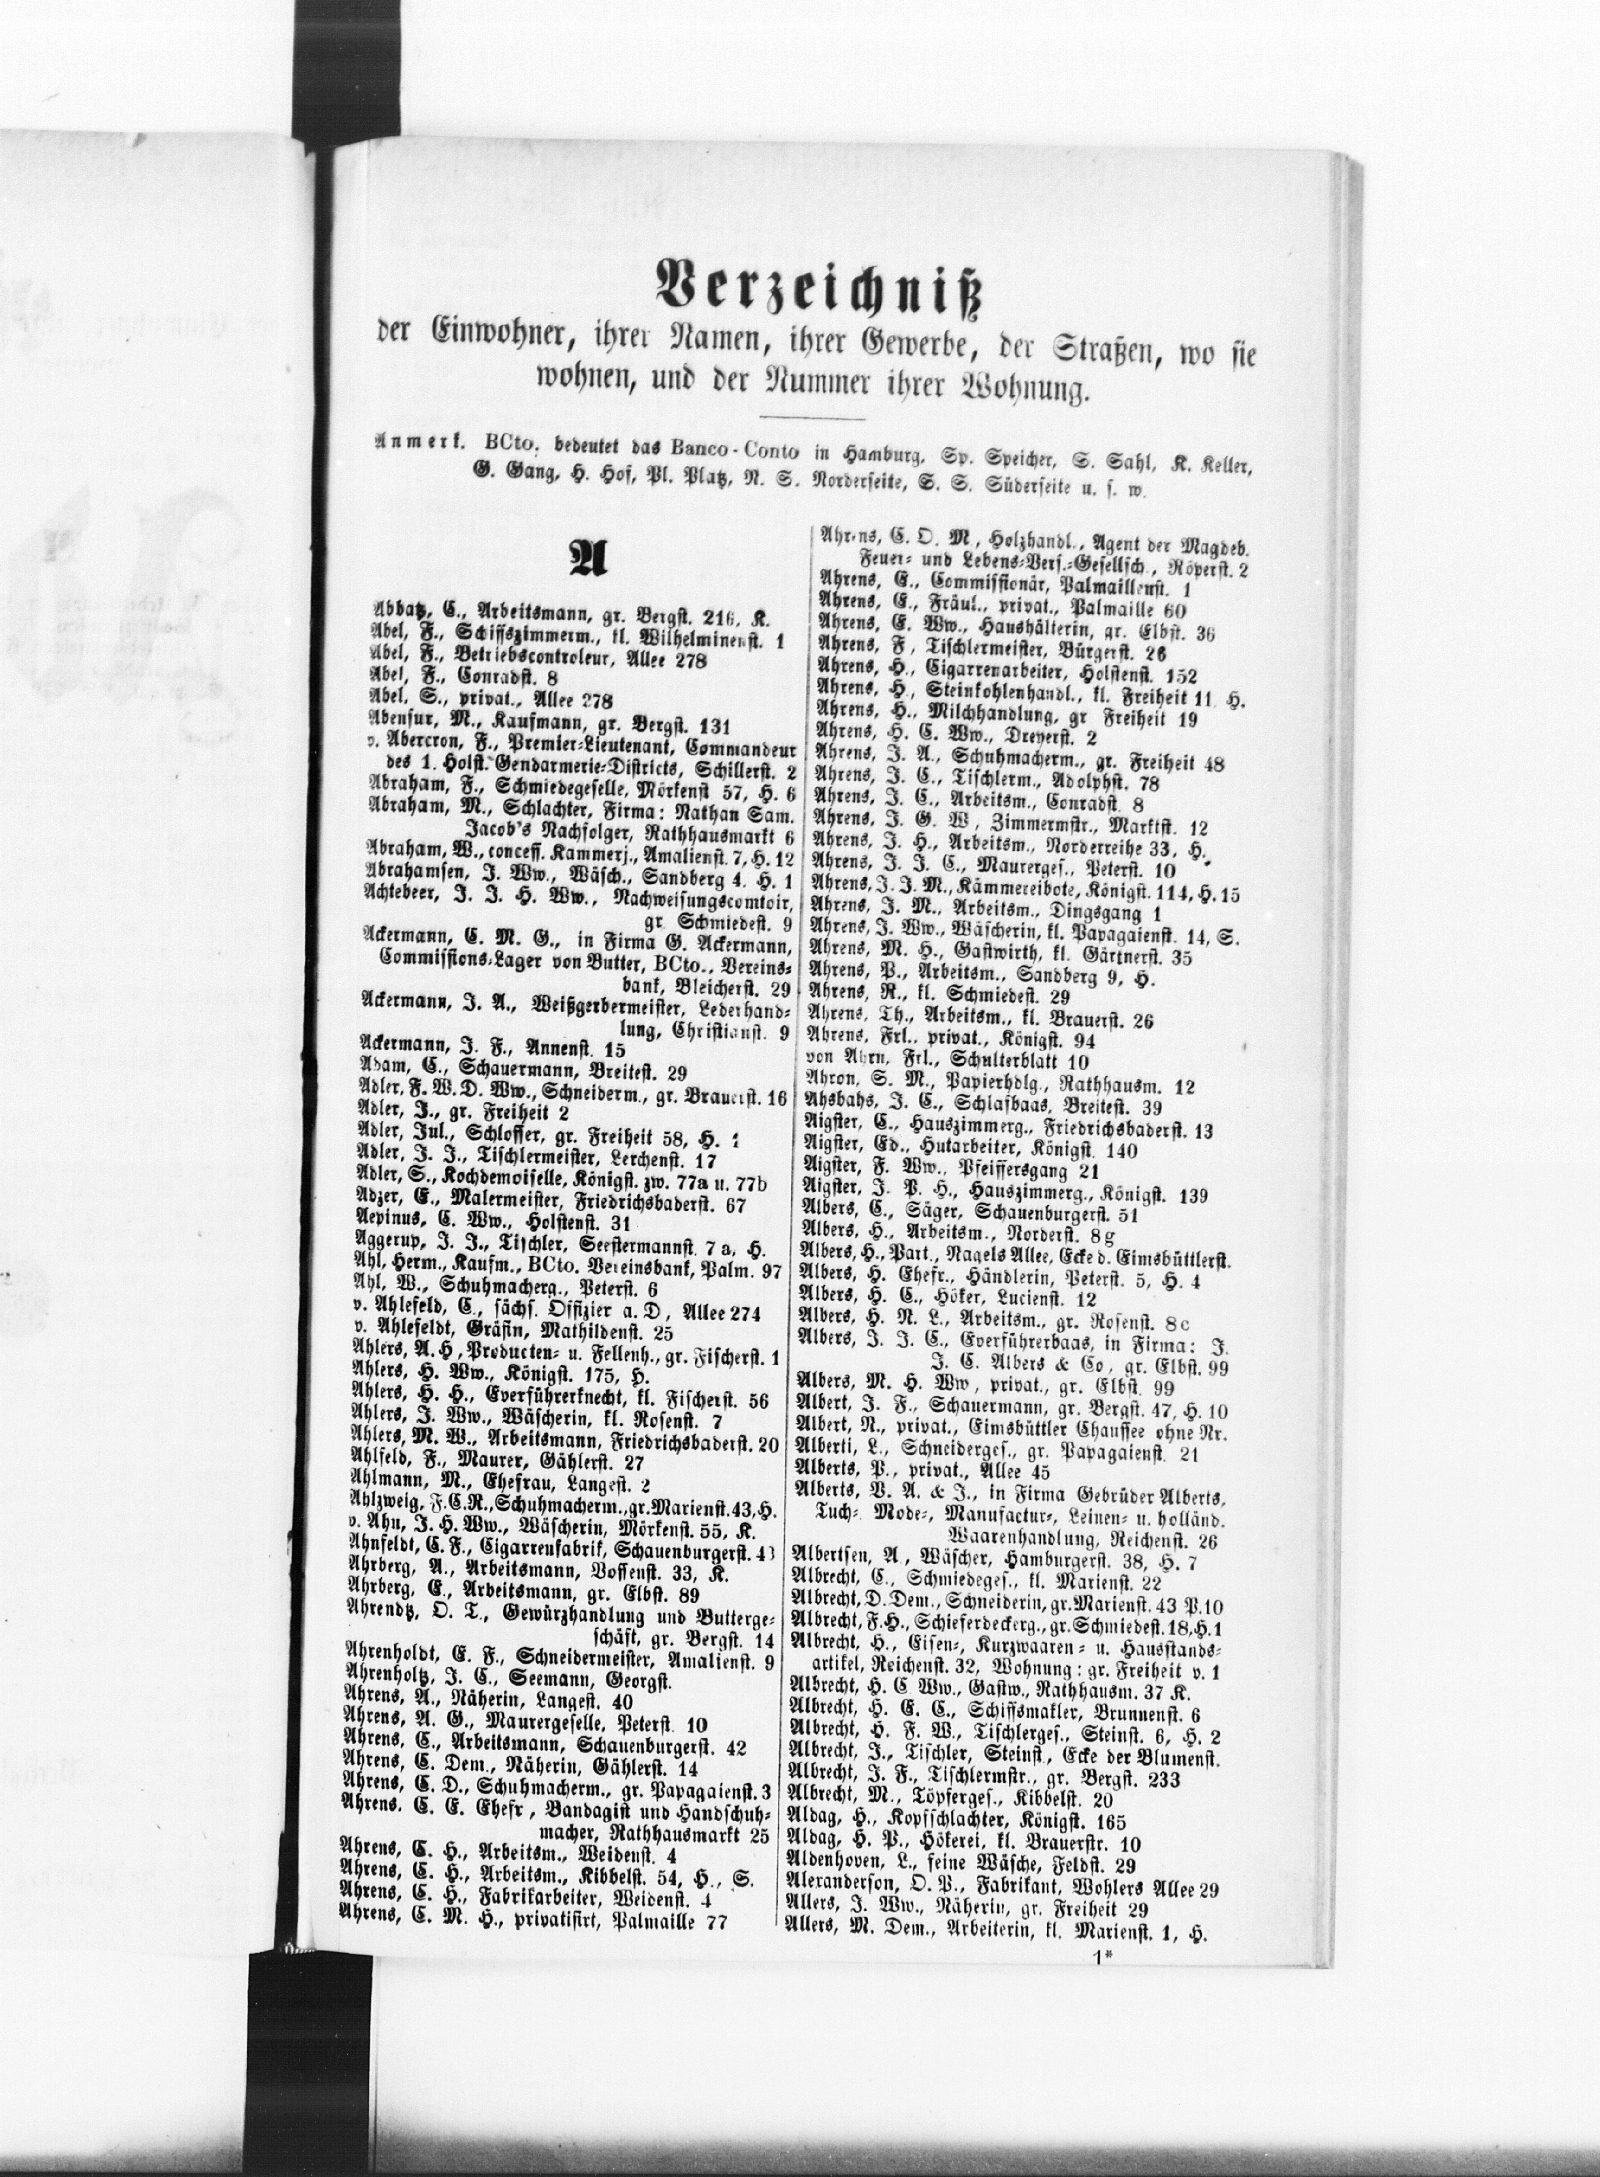 Verzeichniß
der Einwohner, ihrer Namen, ihrer Gewerbe, der Straßen, wo sie
wohnen, und der Nummer ihrer Wohnung.
Anmerk. BCto. bedeutet das Banco-Conto in Hamburg, Sp. Speicher, S. Sahl, K. Keller,
G. Gang, H. Hof, Pl. Platz, N. S. Norderseite, S. S. Süderseite u. s. w.
A
Abbatz, C., Arbeitsmann, gr. Bergst. 216, K.
Abel, F., Schiffszimmerm., kl. Wilhelminenst. 1
Abel, F., Betriebscontroleur, Allee 278
Abel, F., Conradst. 8
Abel, S., privat., Allee 278
Abensur, M., Kaufmann, gr. Bergst. 131
v. Abercron, F., Premier-Lieutenant, Commandeur
des 1. Holst. Gendarmerie-Districts, Schillerst. 2
Abraham, F., Schmiedegeselle, Mörkenst 57, H. 6
Abraham, M., Schlachter, Firma: Nathan Sam.
Jacob's Nachfolger, Rathhausmarkt 6
Abraham, W., concess. Kammerj., Amalienst. 7, H. 12
Abrahamsen, J. Ww., Wäsch., Sandberg 4. H. 1
Achtebeer, J. J. H. Ww., Nachweisungscomtoir,
gr. Schmiedest. 9
Ackermann, C. M. G., in Firma G. Ackermann,
Commissions-Lager von Butter, BCto., Vereins-
bank, Bleicherst. 29
Ackermann, J. A., Weißgerbermeister, Lederhand-
lung, Christianst. 9
Ackermann, J. F., Annenst. 15
Adam, C., Schauermann, Breitest. 29
Adler, F. W. D. Ww., Schneiderm., gr. Brauerst. 16
Adler, J., gr. Freiheit 2
Adler, Jul., Schlosser, gr. Freiheit 58, H.
Adler, J. J., Tischlermeister, Lerchenst. 17
Adler, S., Kochdemoiselle, Königst. zw. 77a u. 77b
Adzer, E., Malermeister, Friedrichsbaderst. 67
Aepinus, C. Ww., Holstenst. 31
Aggerup, J. J., Tischler, Seestermannst. 7a, H.
Ahl, Herm., Kaufm., BCto. Vereinsbank, Palm. 97
Ahl, W., Schuhmacherg., Peterst. 6
v. Ahlefeld, C., sächs. Offizier a. D, Allee 274
v. Ahlefeldt, Gräfin, Mathildenst. 25
Ahlers, A. H, Producten- u. Fellenh., gr. Fischerst. 1
Ahlers, H. Ww., Königst. 175, H.
Ahlers, H. H., Everführerknecht, kl. Fischerst. 56
Ahlers, J. Ww., Wäscherin, kl. Rosenst. 7
Ahlers, M. W., Arbeitsmann, Friedrichsbaderst. 20
Ahlfeld, F., Maurer, Gählerst. 27
Ahlmann, M., Ehefrau, Langest. 2
Ahlzweig, F. C. R., Schuhmacherm., gr. Marienst. 43, H.
v. Ahn, J. H. Ww., Wäscherin, Mörkenst. 55, K.
Ahnfeldt, C. F., Cigarrenfabrik, Schauenburgerst. 43
Ahrberg, A., Arbeitsmann, Vossenst. 33, K.
Ahrberg, E., Arbeitsmann, gr. Elbst. 89
Ahrendtz, O. T., Gewürzhandlung und Butterge-
schäft, gr. Bergst. 14
Ahrenholdt, E. F., Schneidermeister, Amalienst. 9
Ahrenholtz, J. C., Seemann, Georgst.
Ahrens, A., Näherin, Langest. 40
Ahrens, A. G., Maurergeselle, Peterst. 10
Ahrens, C., Arbeitsmann, Schauenburgerst. 42
Ahrens, C. Dem., Näherin, Gählerst. 14
Ahrens, C. D., Schuhmacherm., gr. Papagaienst. 3
Ahrens, C. E. Ehefr, Bandagist und Handschuh-
macher, Rathhausmarkt 25
Ahrens, C. H., Arbeitsm., Weidenst. 4
Ahrens, C. H., Arbeitsm., Kibbelst. 54, H., S.
Ahrens, C. H., Fabrikarbeiter, Weidenst. 4
Ahrens, C. M. H., privatisirt, Palmaille 77
Ahrens, C. O. M, Holzhandl., Agent der Magdeb.
Feuer- und Lebens-Vers.-Gesellsch., Röperst. 2
Ahrens, E., Commissionär, Palmaillenst. 1
Ahrens, E., Fräul., privat., Palmaille 60
Ahrens, E. Ww., Haushälterin, gr. Elbst. 36
Ahrens, F, Tischlermeister, Bürgerst. 26
Ahrens, H., Cigarrenarbeiter, Holstenst. 152
Ahrens, H., Steinkohlenhandl., kl. Freiheit 11 H.
Ahrens, H., Milchhandlung, gr Freiheit 19
Ahrens, H. C. Ww., Dreyerst. 2
Ahrens, J. A., Schuhmacherm., gr. Freiheit 48
Ahrens, J. C., Tischlerm., Adolphst. 78
Ahrens, J. C., Arbeitsm., Conradst. 8
Ahrens, J. G. W, Zimmermstr., Marktst. 12
Ahrens, J. H., Arbeitsm., Norderreihe 33, H.
Ahrens, J. J. C., Maurerges., Peterst. 10
Ahrens, J. J. M., Kämmereibote, Königst. 114, H. 15
Ahrens, J. M., Arbeitsm., Dingsgang 1
Ahrens, J. Ww., Wäscherin, kl. Papagaienst. 14, S.
Ahrens, M. H., Gastwirth, kl. Gärtnerst. 35
Ahrens, P., Arbeitsm., Sandberg 9, H.
Ahrens, R., kl. Schmiedest. 29
Ahrens, Th., Arbeitsm., kl. Brauerst. 26
Ahrens, Frl., privat., Königst. 94
von Ahrn, Frl., Schulterblatt 10
Ahron, S. M., Papierhdlg., Rathhausm. 12
Ahsbahs, J. C., Schlafbaas, Breitest. 39
Aigster, C., Hauszimmerg., Friedrichsbaderst. 13
Aigster, Ed., Hutarbeiter, Königst. 140
Aigster, F. Ww., Pfeiffersgang 21
Aigster, J. P. H., Hauszimmerg., Königst. 139
Albers, C., Säger, Schauenburgerst. 51
Albers, H., Arbeitsm., Norderst. 8g
Albers, H., Part., Nagels Allee, Ecke d. Eimsbüttlerst.
Albers, H. Ehefr., Händlerin, Peterst. 5, H. 4
Albers, H. C., Höker, Lucienst. 12
Albers, H. N. L., Arbeitsm., gr. Rosenst. 8c
Albers, J. J. C., Everführerbaas, in Firma: J.
J. C. Albers & Co, gr. Elbst. 99
Albers, M. H. Ww, privat., gr. Elbst. 99
Albert, J. F., Schauermann, gr. Bergst. 47, H. 10
Albert, N., privat., Eimsbüttler Chaussee ohne Nr.
Alberti, L., Schneiderges., gr. Papagaienst. 21
Alberts, P., privat., Allee 45
Alberts, V. A. & J., in Firma Gebrüder Alberts,
Tuch- Mode-, Manufactur-, Leinen- u. holländ.
Waarenhandlung, Reichenst. 26
Albertsen, A, Wäscher, Hamburgerst. 38, H. 7
Albrecht, C., Schmiedeges., kl. Marienst. 22
Albrecht, D. Dem., Schneiderin, gr. Marienst. 43 P. 10
Albrecht, F. H., Schieferdeckerg., gr. Schmiedest. 18, H. 1
Albrecht, H., Eisen-, Kurzwaaren- u. Hausstands-
artikel, Reichenst. 32, Wohnung: gr. Freiheit v. 1
Albrecht, H. C Ww., Gastw., Rathhausm. 37 K.
Albrecht, H. E. C., Schiffsmakler, Brunnenst. 6
Albrecht, H. F. W., Tischlerges., Steinst. 6, H. 2
Albrecht, J., Tischler, Steinst., Ecke der Blumenst.
Albrecht, J. F., Tischlermstr., gr. Bergst. 233
Albrecht, M., Töpferges., Kibbelst. 20
Aldag, H., Kopfschlachter, Königst. 165
Aldag, H. P., Hökerei, kl. Brauerstr. 10
Aldenhoven, L., feine Wäsche, Feldst. 29
Alexanderson, O. P., Fabrikant, Wohlers Allee 29
Allers, J. Ww., Näherin, gr. Freiheit 29
Allers, M. Dem., Arbeiterin, kl. Marienst. 1, H.
1*